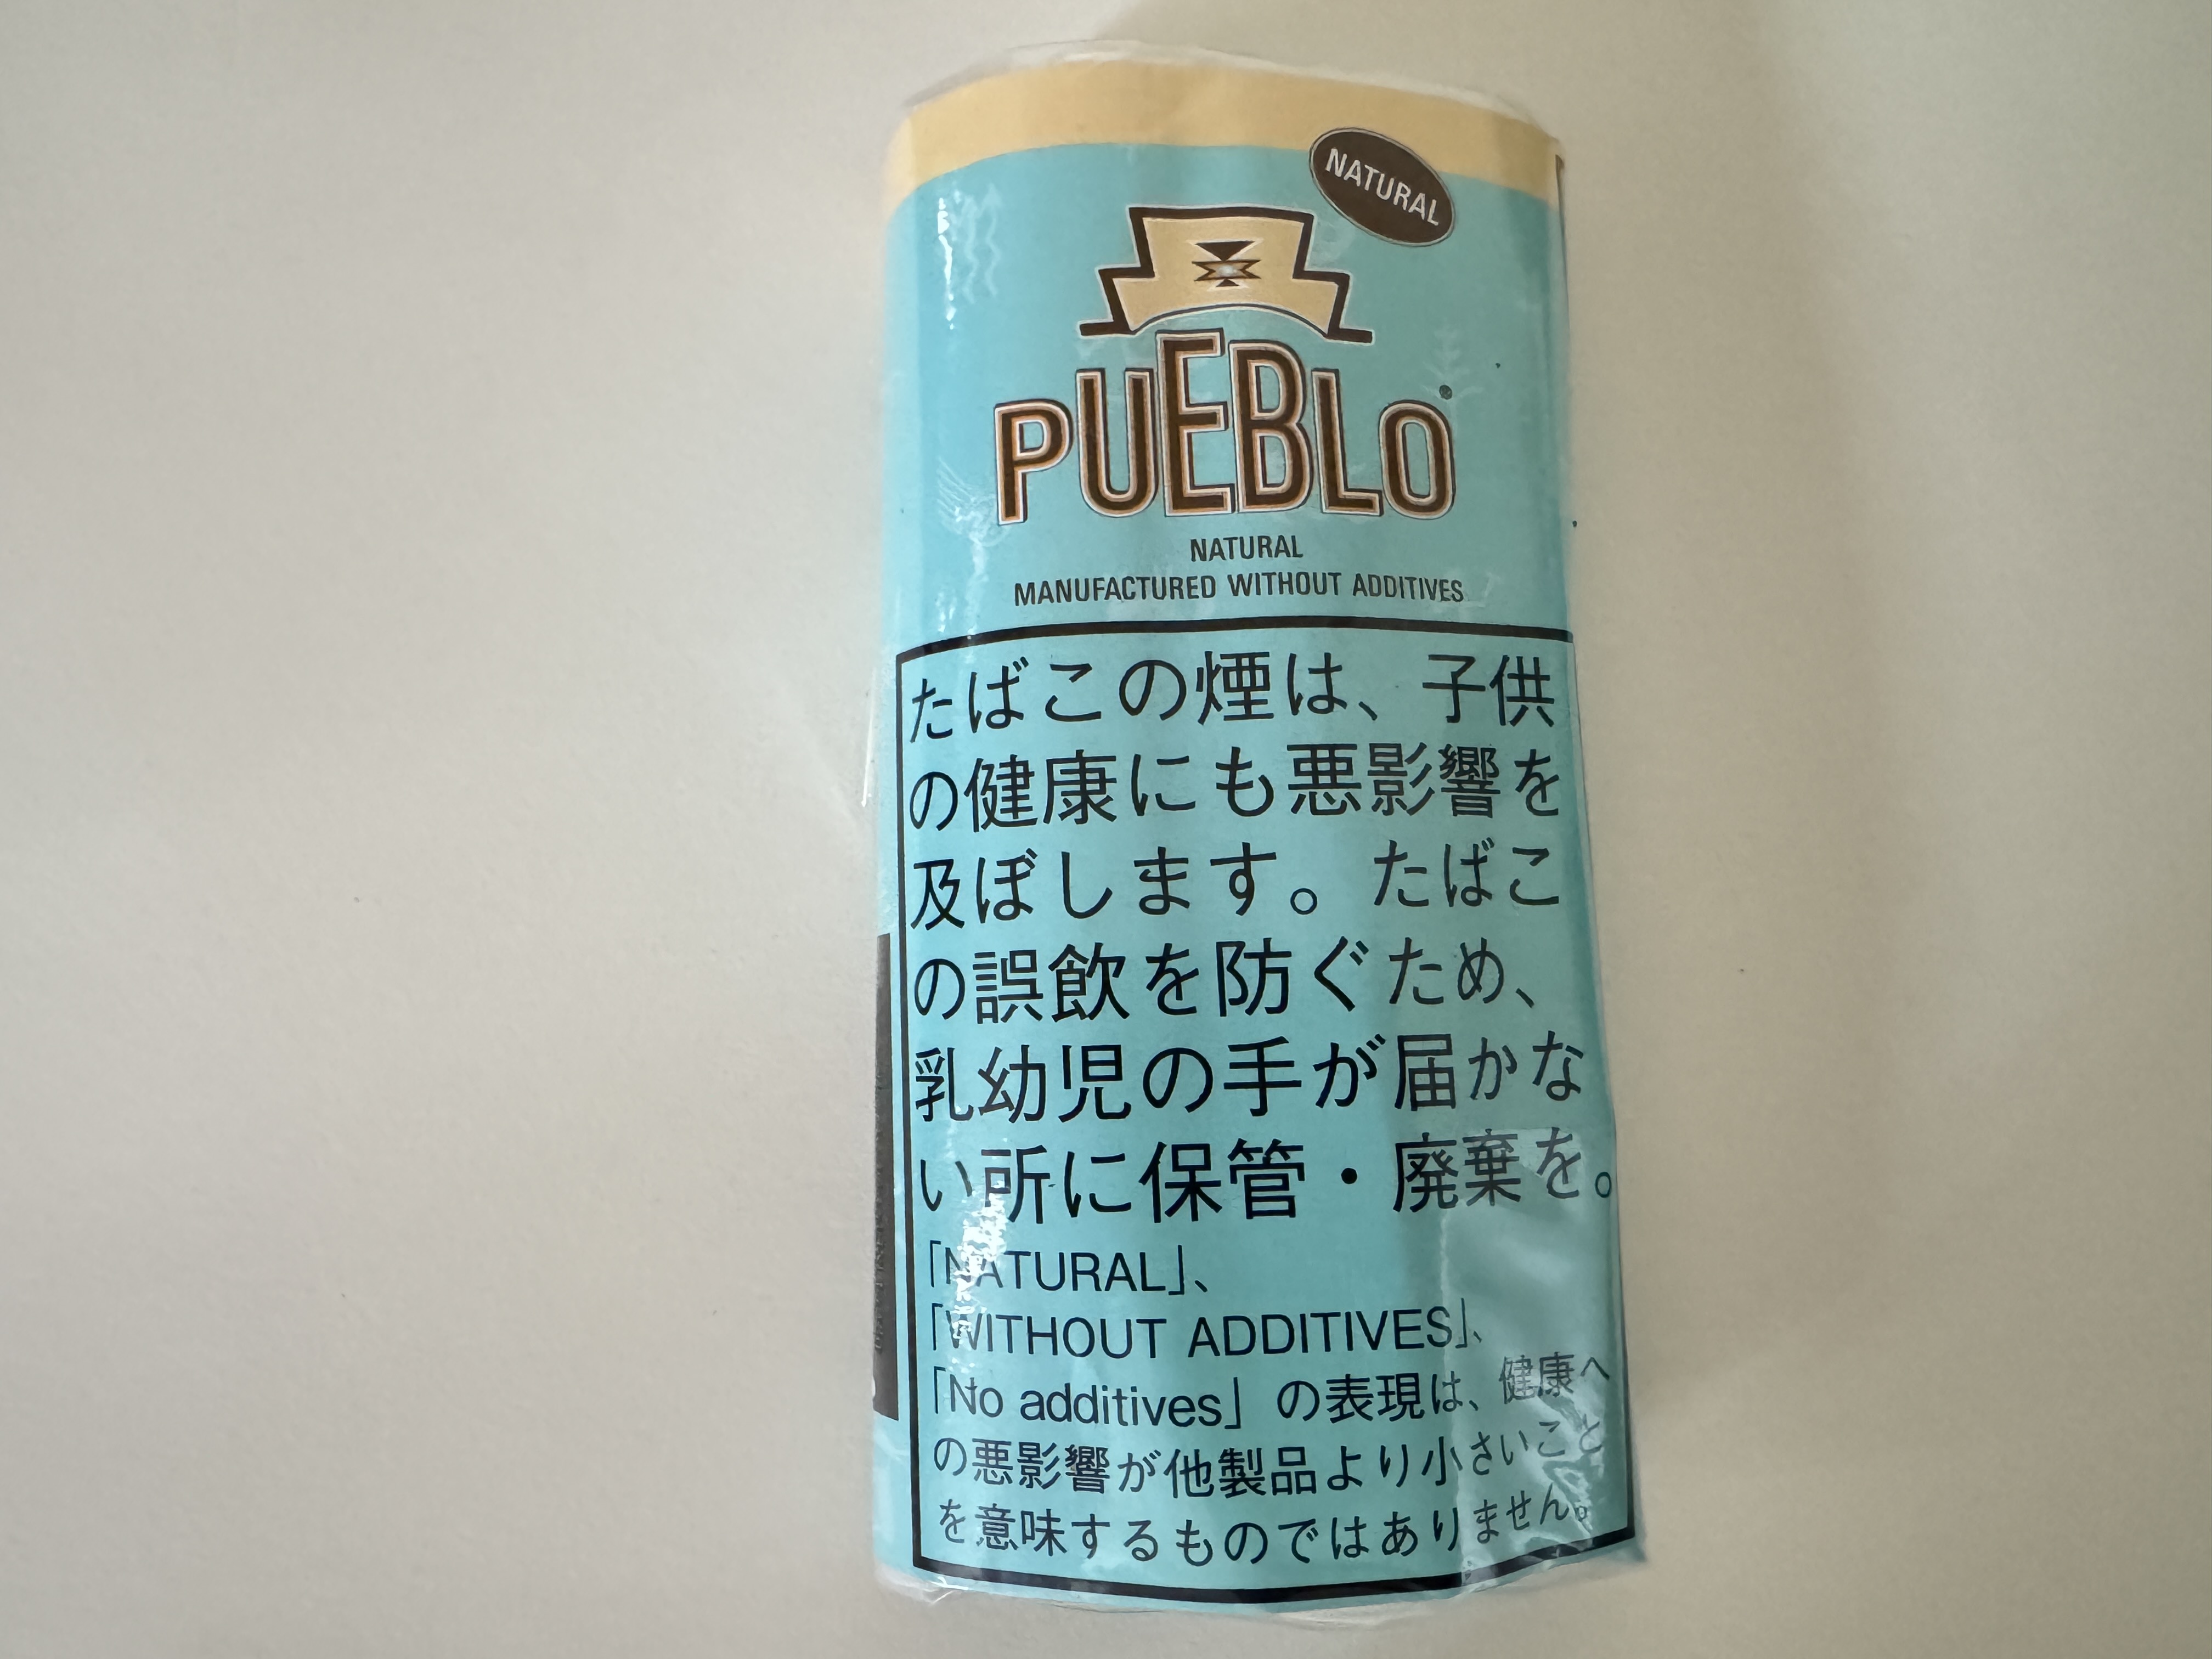 NATURAL
PUEBLO
NATURAL
MANUFACTURED WITHOUT ADDITIVES
たばこの煙は、子供
の健康にも悪影響を
及ぼします。たばこ
の誤飲を防ぐため、
乳幼児の手が届かな
い所に保管・廃棄を。
「NATURAL」、
「WITHOUT ADDITIVES」、
「No additives」の表現は、健康へ
の悪影響が他製品より小さいこと
を意味するものではありません。